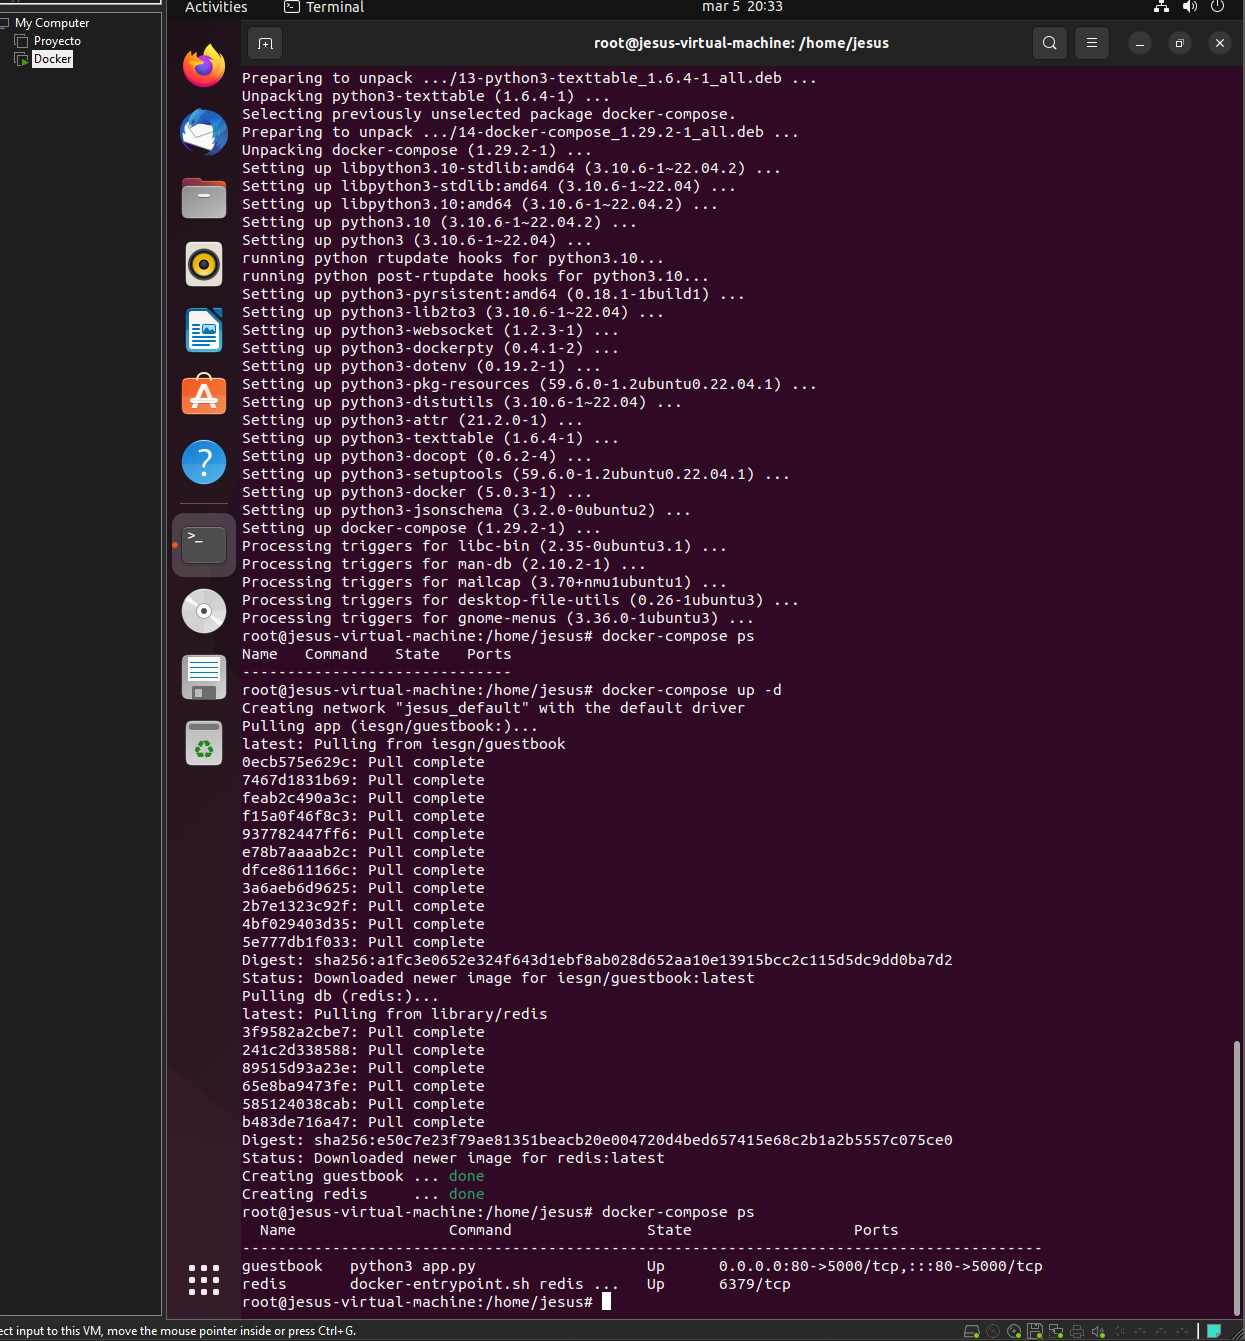 Activities
Terminal
mar 5 20:33
My Computer
Proyecto
Docker
root@jesus-virtual-machine: /home/jesus
Preparing to unpack .../13-python3-texttable_1.6.4-1_all.deb ...
Unpacking python3-texttable (1.6.4-1) ...
Selecting previously unselected package docker-compose.
Preparing to unpack .../14-docker-compose_1.29.2-1_all.deb ...
Unpacking docker-compose (1.29.2-1) ...
Setting up libpython3.10-stdlib:amd64 (3.10.6-1~22.04.2) ...
Setting up libpython3-stdlib:amd64 (3.10.6-1~22.04) ...
Setting up libpython3.10:amd64 (3.10.6-1~22.04.2) ...
Setting up python3.10 (3.10.6-1~22.04.2) ...
Setting up python3 (3.10.6-1~22.04) ...
running python rtupdate hooks for python3.10...
running python post-rtupdate hooks for python3.10...
Setting up python3-pyrsistent:amd64 (0.18.1-1build1) ...
Setting up python3-lib2to3 (3.10.6-1~22.04) ...
Setting up python3-websocket (1.2.3-1) ...
Setting up python3-dockerpty (0.4.1-2) ...
Setting up python3-dotenv (0.19.2-1) ...
Setting up python3-pkg-resources (59.6.0-1.2ubuntu0.22.04.1) ...
Setting up python3-distutils (3.10.6-1~22.04) ...
Setting up python3-attr (21.2.0-1) ...
Setting up python3-texttable (1.6.4-1) ...
Setting up python3-docopt (0.6.2-4) ...
Setting up python3-setuptools (59.6.0-1.2ubuntu0.22.04.1) ...
Setting up python3-docker (5.0.3-1) ...
Setting up python3-jsonschema (3.2.0-0ubuntu2) ...
Setting up docker-compose (1.29.2-1) ...
Processing triggers for libc-bin (2.35-0ubuntu3.1) ...
Processing triggers for man-db (2.10.2-1) ...
Processing triggers for mailcap (3.70+nmu1ubuntu1) ...
Processing triggers for desktop-file-utils (0.26-1ubuntu3) ...
Processing triggers for gnome-menus (3.36.0-1ubuntu3) ...
root@jesus-virtual-machine:/home/jesus# docker-compose ps
Name   Command   State   Ports
------------------------------
root@jesus-virtual-machine:/home/jesus# docker-compose up -d
Creating network "jesus_default" with the default driver
Pulling app (iesgn/guestbook:)...
latest: Pulling from iesgn/guestbook
0ecb575e629c: Pull complete
7467d1831b69: Pull complete
feab2c490a3c: Pull complete
f15a0f46f8c3: Pull complete
937782447ff6: Pull complete
e78b7aaaab2c: Pull complete
dfce8611166c: Pull complete
3a6aeb6d9625: Pull complete
2b7e1323c92f: Pull complete
4bf029403d35: Pull complete
5e777db1f033: Pull complete
Digest: sha256:a1fc3e0652e324f643d1ebf8ab028d652aa10e13915bcc2c115d5dc9dd0ba7d2
Status: Downloaded newer image for iesgn/guestbook:latest
Pulling db (redis:)...
latest: Pulling from library/redis
3f9582a2cbe7: Pull complete
241c2d338588: Pull complete
89515d93a23e: Pull complete
65e8ba9473fe: Pull complete
585124038cab: Pull complete
b483de716a47: Pull complete
Digest: sha256:e50c7e23f79ae81351beacb20e004720d4bed657415e68c2b1a2b5557c075ce0
Status: Downloaded newer image for redis:latest
Creating guestbook ... done
Creating redis     ... done
root@jesus-virtual-machine:/home/jesus# docker-compose ps
  Name                 Command               State                  Ports
-----------------------------------------------------------------------------------------
guestbook   python3 app.py                   Up      0.0.0.0:80->5000/tcp,:::80->5000/tcp
redis       docker-entrypoint.sh redis ...   Up      6379/tcp
root@jesus-virtual-machine:/home/jesus#
ect input to this VM, move the mouse pointer inside or press Ctrl+G.